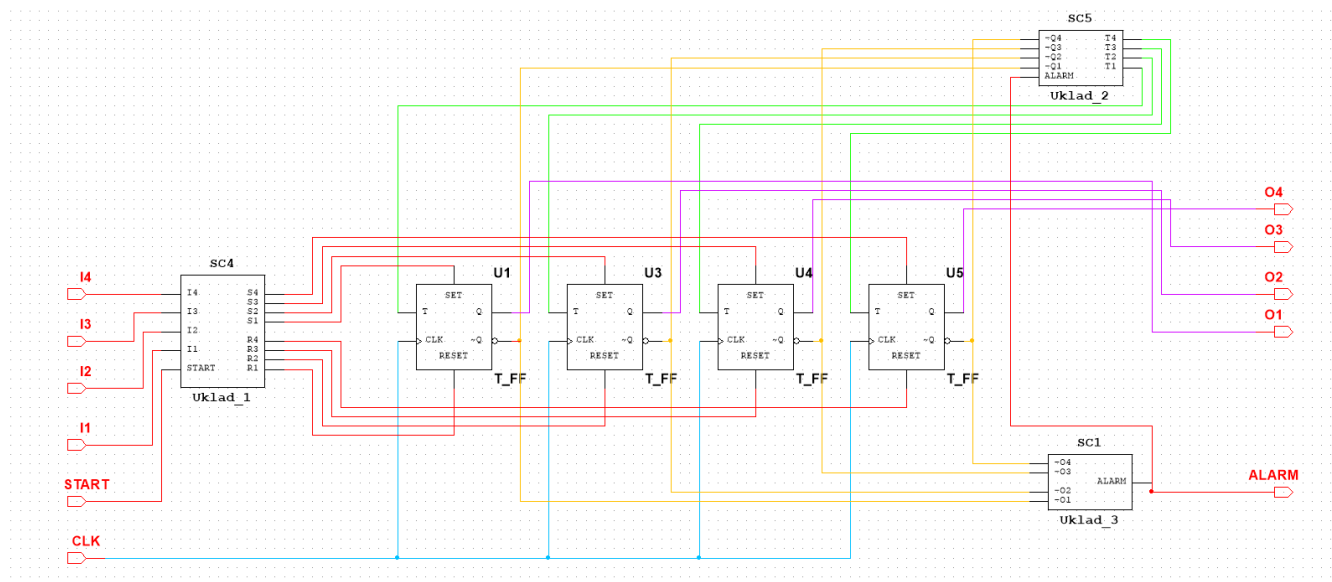 SC5
~Q4 T4
~Q3 T3
~Q2 T2
~Q1 T1
ALARM
Uklad_2
O4
O3
O2
O1
SC4
I4
I3
I2
I1
START
CLK
I4 S4
I3 S3
S2
I2 S1
I1 R4
R3
R2
START R1
Uklad_1
U1
SET
T Q
CLK ~Q
RESET
T_FF
U3
SET
T Q
CLK ~Q
RESET
T_FF
U4
SET
T Q
CLK ~Q
RESET
T_FF
U5
SET
T Q
CLK ~Q
RESET
T_FF
SC1
~O4
~O3
ALARM
~O2
~O1
Uklad_3
ALARM